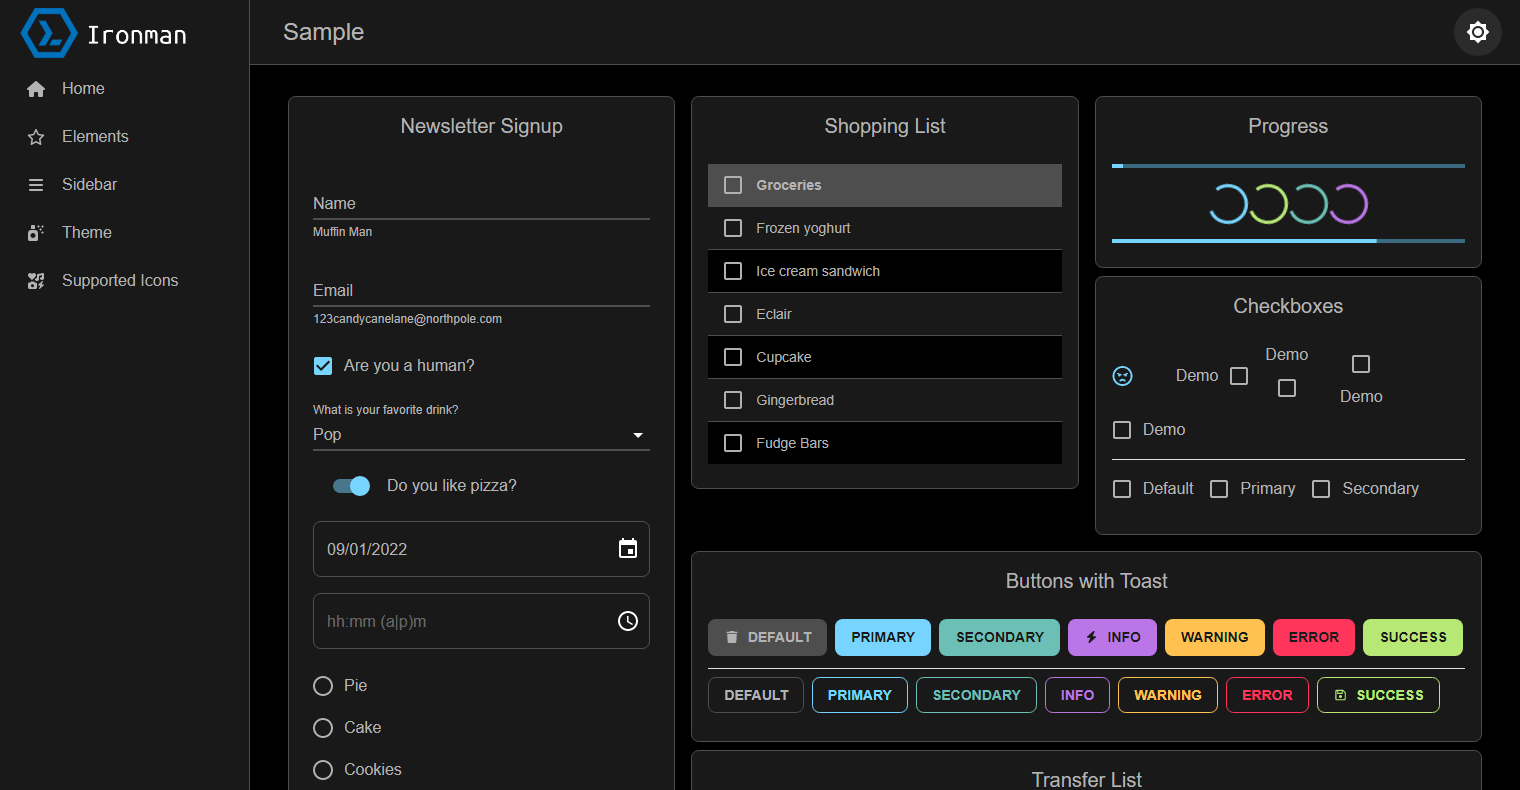 Ironman
Home
Elements
Sidebar
Theme
Supported Icons
Sample
Newsletter Signup
Name
Muffin Man
Email
123candycanelane@northpole.com
Are you a human?
What is your favorite drink?
Pop
Do you like pizza?
09/01/2022
hh:mm (a|p)m
Pie
Cake
Cookies
Shopping List
Groceries
Frozen yoghurt
Ice cream sandwich
Eclair
Cupcake
Gingerbread
Fudge Bars
Progress
Checkboxes
Demo
Demo
Demo
Demo
Default Primary Secondary
Buttons with Toast
DEFAULT PRIMARY SECONDARY INFO WARNING ERROR SUCCESS
DEFAULT PRIMARY SECONDARY INFO WARNING ERROR SUCCESS
Transfer List